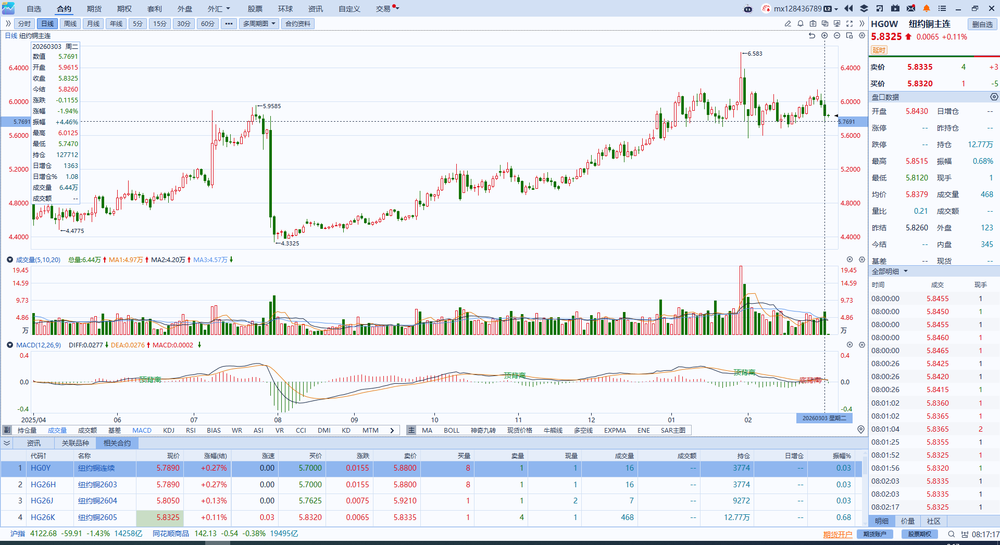 自选 合约 期货 期权 套利 外盘 外汇 股票 环球 资讯 自定义 交易 mx128436789 L2
分时 日线 周线 月线 年线 5分 15分 30分 60分 ••• 多周期图 合约资料
日线 纽约铜主连
20260303 周二
数值 5.7691
开盘 5.9615
收盘 5.8325
今结 5.8260
涨跌 -0.1155
涨幅 -1.94%
振幅 +4.46%
最高 6.0125
最低 5.7470
持仓 127712
日增仓 1363
日增仓% 1.08
成交量 6.44万
成交额 --
6.4000
6.0000
5.7691
5.6000
5.2000
4.8000
4.4000
←6.583
←5.9585
←4.4775
←4.3325
6.4000
6.0000
5.7691
5.6000
5.2000
4.8000
4.4000
成交量(5,10,20) 总量:6.44万 MA1:4.97万 MA2:4.20万 MA3:4.57万
19.45
14.59
9.73
4.86
万
19.45
14.59
9.73
4.86
万
MACD(12,26,9) DIFF:0.0277 DEA:0.0276 MACD:0.0002
0.4
0.0
-0.4
顶背离 顶背离 顶背离 底背离
0.4
0.0
-0.4
2025/04 06 07 08 09 10 11 12 01 02 20260303 星期二
副 持仓量 成交量 成交额 基差 MACD KDJ RSI BIAS WR ASI VR CCI DMI KD MTM 主 MA BOLL 神奇九转 现货价格 牛熊线 多空线 EXPMA ENE SAR主图
资讯 关联品种 相关合约
代码↑ 名称 现价 涨幅(结) 涨速 买价 涨跌 卖价 买量 卖量 现量 成交量 成交额 持仓 日增仓 振幅%
1 HG0Y 纽约铜连续 5.7890 +0.27% 0.00 5.7000 0.0155 5.8800 8 1 1 16 -- 3774 -- 0.03
2 HG26H 纽约铜2603 5.7890 +0.27% 0.00 5.7000 0.0155 5.8800 8 1 1 16 -- 3774 -- 0.03
3 HG26J 纽约铜2604 5.8050 +0.13% 0.00 5.7625 0.0075 5.9210 1 1 2 7 -- 9272 -- 0.03
4 HG26K 纽约铜2605 5.8325 +0.11% 0.03 5.8320 0.0065 5.8335 1 4 1 468 -- 12.77万 -- 0.68
HG0W 纽约铜主连 删自选
5.8325 0.0065 +0.11%
延时
卖价 5.8335 4 +3
买价 5.8320 1 -5
盘口数据
开盘 5.8430 日增仓 --
涨停 -- 昨持仓 --
跌停 -- 持仓 12.77万
最高 5.8515 振幅 0.68%
最低 5.8120 现手 1
均价 5.8379 成交量 468
量比 0.21 成交额 --
昨结 5.8260 外盘 123
今结 -- 内盘 345
基差 -- 现货 --
全部明细
时间 成交 现手
08:00:00 5.8455 1
08:00:00 5.8450 1
08:00:00 5.8455 1
08:00:00 5.8460 1
08:00:00 5.8465 1
08:00:26 5.8425 1
08:00:26 5.8420 1
08:00:26 5.8415 1
08:01:02 5.8360 1
08:01:02 5.8365 1
08:01:04 5.8365 2
08:01:25 5.8355 1
08:01:52 5.8325 1
08:01:56 5.8320 1
08:02:03 5.8335 1
08:02:03 5.8335 1
08:02:17 5.8325 1
明细 价量 社区
沪指 4122.68 -59.91 -1.43% 14258亿 同花顺商品 142.13 -0.54 -0.38% 19495亿 期货开户 期货账户 股票期权 08:17:17